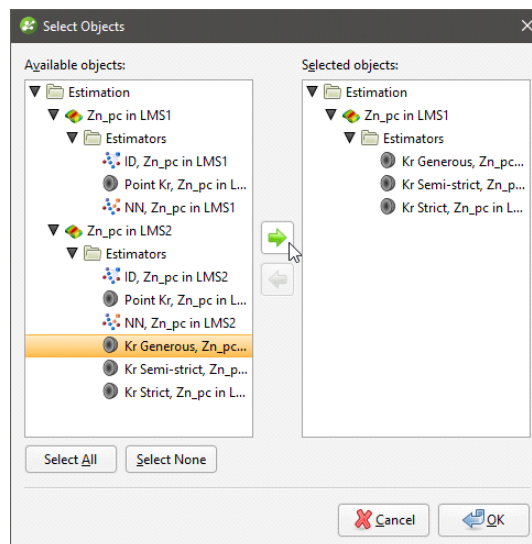 Select Objects
Available objects:
Estimation
Zn_pc in LMS1
Estimators
ID, Zn_pc in LMS1
Point Kr, Zn_pc in L...
NN, Zn_pc in LMS1
Zn_pc in LMS2
Estimators
ID, Zn_pc in LMS2
Point Kr, Zn_pc in L...
NN, Zn_pc in LMS2
Kr Generous, Zn_pc...
Kr Semi-strict, Zn_p...
Kr Strict, Zn_pc in L...
Selected objects:
Estimation
Zn_pc in LMS1
Estimators
Kr Generous, Zn_pc...
Kr Semi-strict, Zn_p...
Kr Strict, Zn_pc in L...
Select All
Select None
Cancel
OK